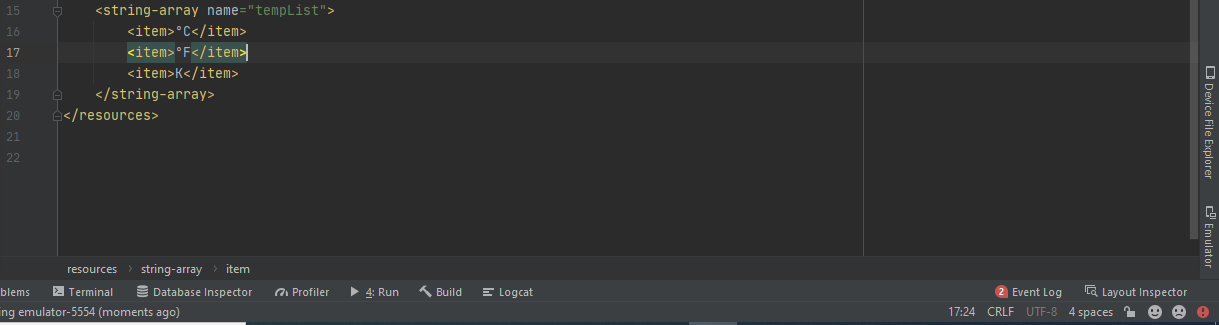 15 <string-array name="tempList">
16 <item>°C</item>
17 <item>°F</item>
18 <item>K</item>
19 </string-array>
20 </resources>
21
22
Device File Explorer
Emulator
resources › string-array › item
blems Terminal Database Inspector Profiler 4: Run Build Logcat 2 Event Log Layout Inspector
ing emulator-5554 (moments ago) 17:24 CRLF UTF-8 4 spaces